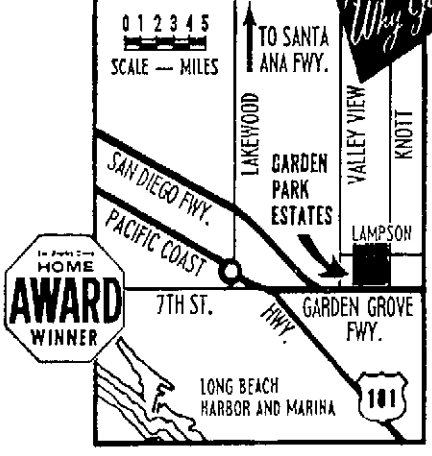 0 1 2 3 4 5
SCALE — MILES
TO SANTA
ANA FWY.
Why
LAKEWOOD
VALLEY VIEW
KNOTT
SAN DIEGO FWY.
GARDEN
PARK
ESTATES
LAMPSON
PACIFIC COAST
HWY.
HOME
AWARD
WINNER
7TH ST.
GARDEN GROVE
FWY.
LONG BEACH
HARBOR AND MARINA
101